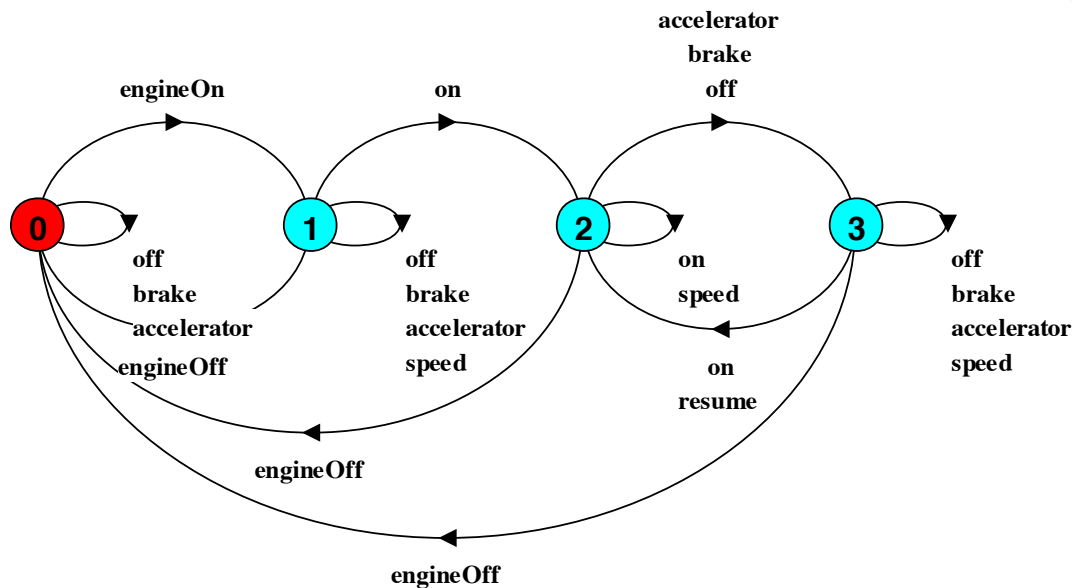 accelerator
brake
off
engineOn
on
0
1
2
3
off
brake
accelerator
engineOff
off
brake
accelerator
speed
on
speed
on
resume
off
brake
accelerator
speed
engineOff
engineOff